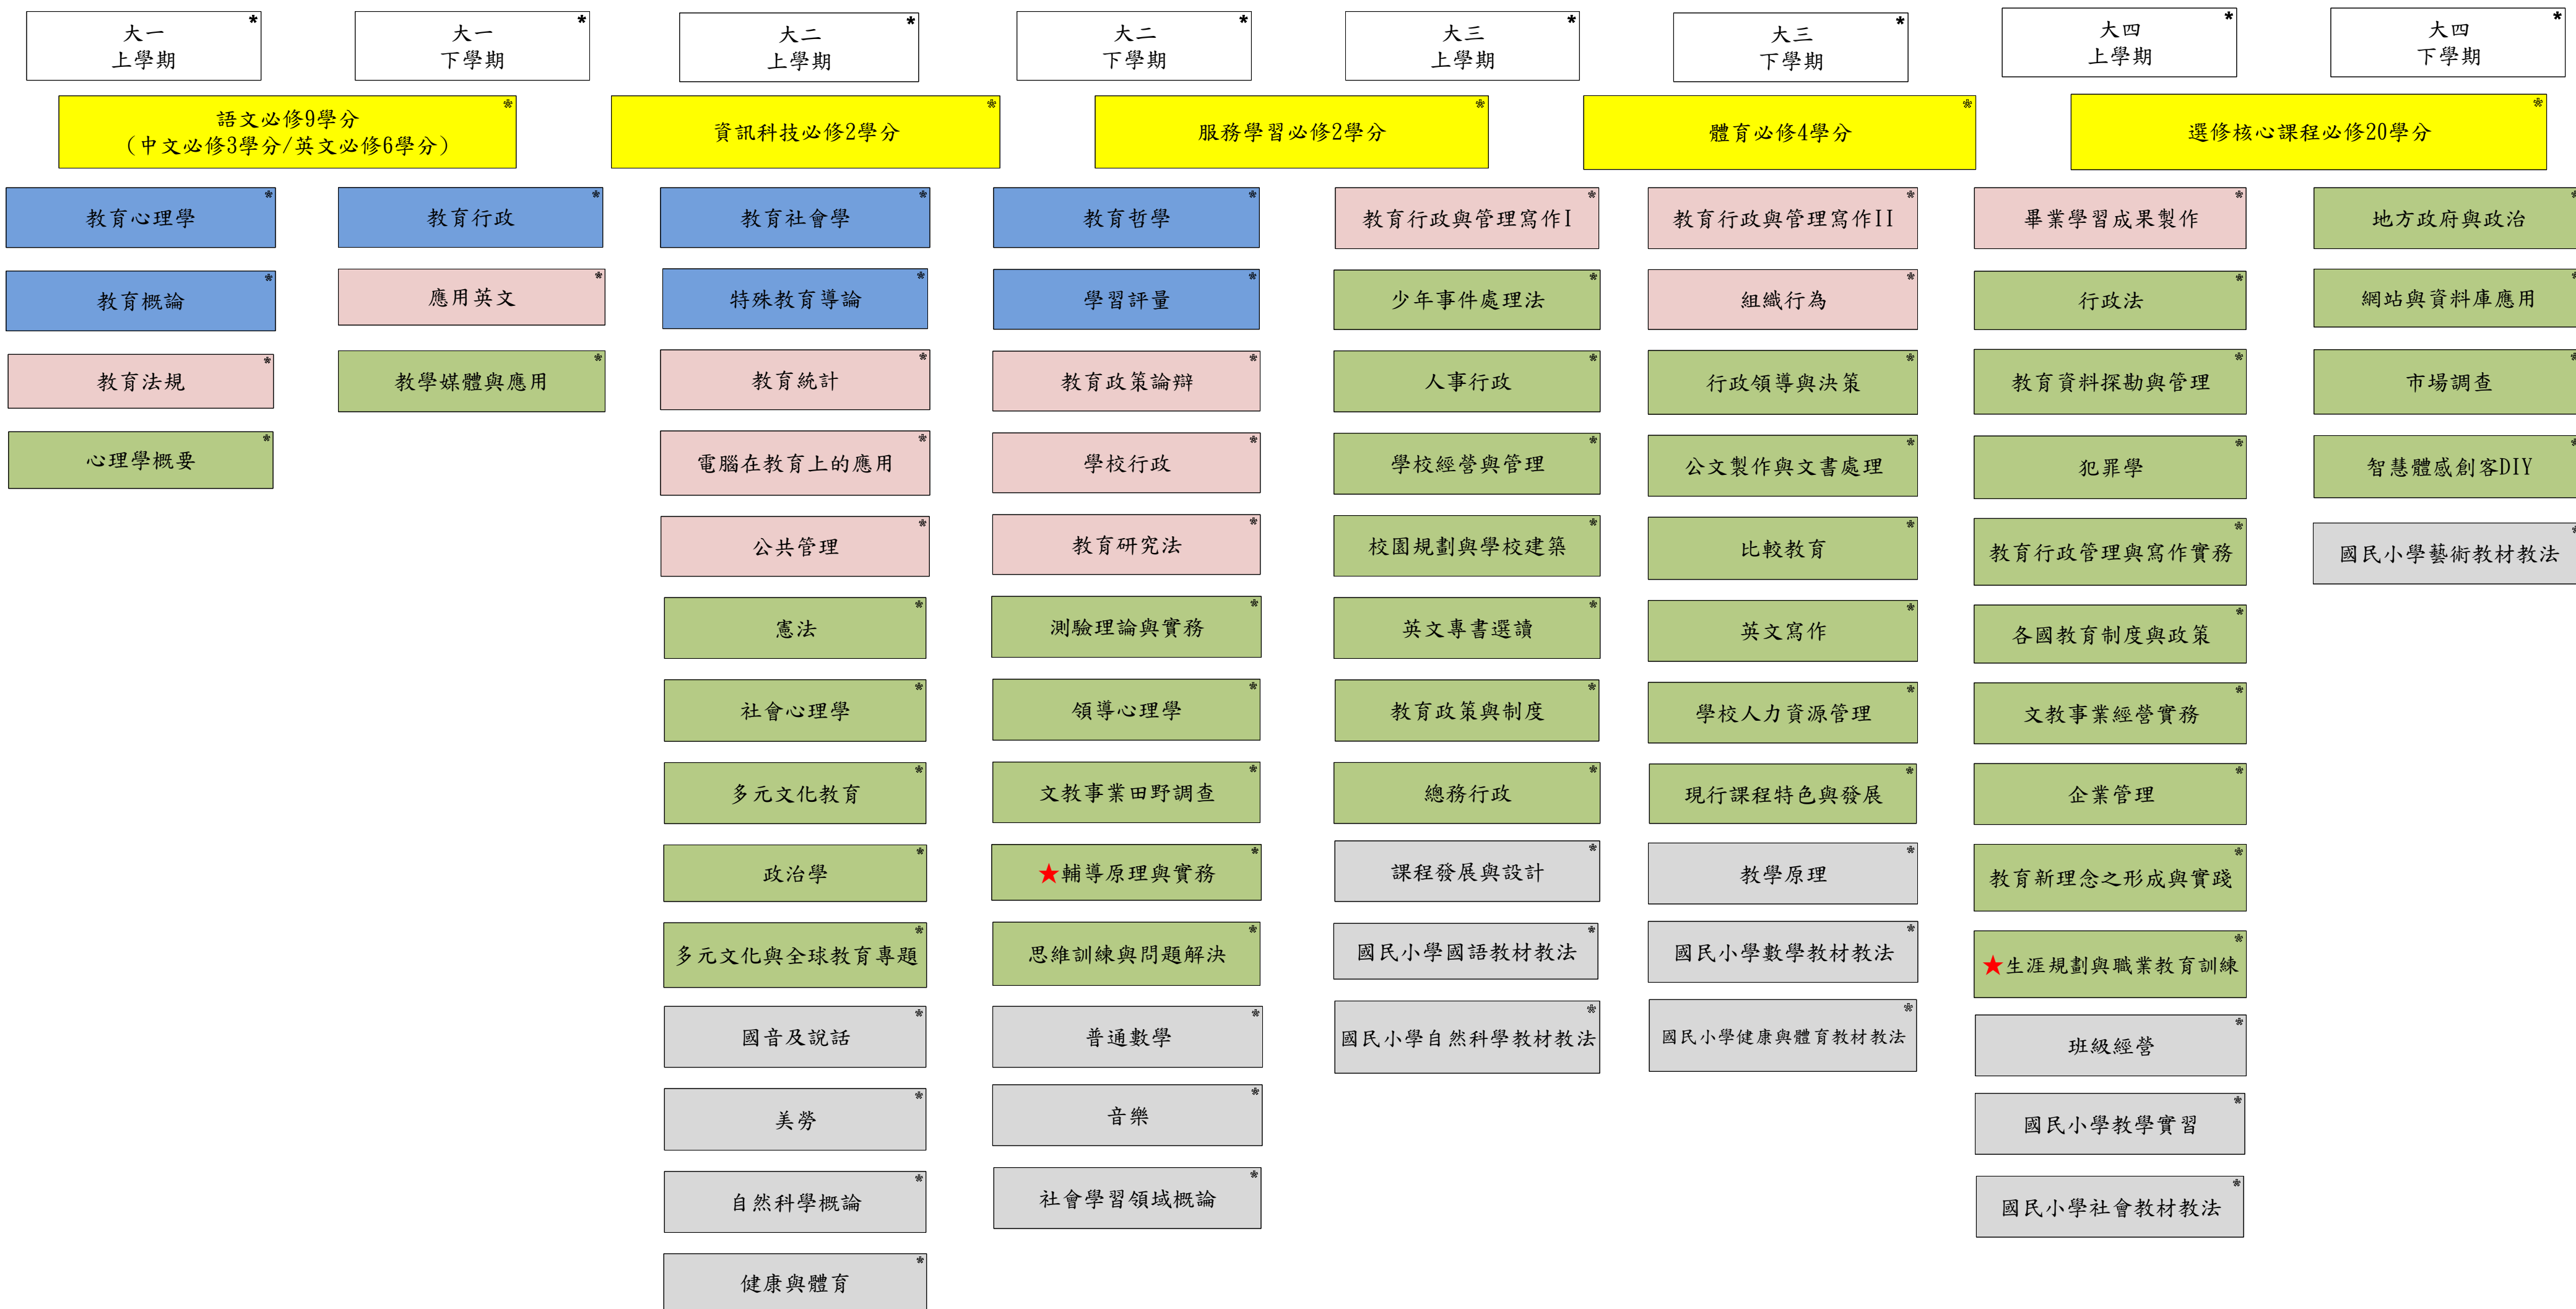 大一
上學期
大一
下學期
大二
上學期
大二
下學期
大三
上學期
大三
下學期
大四
上學期
大四
下學期
語文必修9學分
(中文必修3學分/英文必修6學分)
資訊科技必修2學分
服務學習必修2學分
體育必修4學分
選修核心課程必修20學分
教育心理學
教育概論
教育法規
心理學概要
教育行政
應用英文
教學媒體與應用
教育社會學
特殊教育導論
教育統計
電腦在教育上的應用
公共管理
憲法
社會心理學
多元文化教育
政治學
多元文化與全球教育專題
國音及說話
美勞
自然科學概論
健康與體育
教育哲學
學習評量
教育政策論辯
學校行政
教育研究法
測驗理論與實務
領導心理學
文教事業田野調查
★輔導原理與實務
思維訓練與問題解決
普通數學
音樂
社會學習領域概論
教育行政與管理寫作I
少年事件處理法
人事行政
學校經營與管理
校園規劃與學校建築
英文專書選讀
教育政策與制度
總務行政
課程發展與設計
國民小學國語教材教法
國民小學自然科學教材教法
教育行政與管理寫作II
組織行為
行政領導與決策
公文製作與文書處理
比較教育
英文寫作
學校人力資源管理
現行課程特色與發展
教學原理
國民小學數學教材教法
國民小學健康與體育教材教法
畢業學習成果製作
行政法
教育資料探勘與管理
犯罪學
教育行政管理與寫作實務
各國教育制度與政策
文教事業經營實務
企業管理
教育新理念之形成與實踐
★生涯規劃與職業教育訓練
班級經營
國民小學教學實習
國民小學社會教材教法
地方政府與政治
網站與資料庫應用
市場調查
智慧體感創客DIY
國民小學藝術教材教法